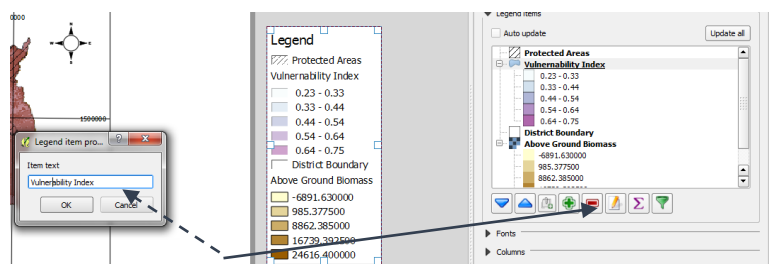 0000
N
W
E
S
1500000
Legend item pro...
Item text
Vulnerability Index
OK
Cancel
Legend
Protected Areas
Vulnernability Index
0.23 - 0.33
0.33 - 0.44
0.44 - 0.54
0.54 - 0.64
0.64 - 0.75
District Boundary
Above Ground Biomass
-6891.630000
985.377500
8862.385000
16739.392500
24616.400000
Legend items
Auto update
Update all
Protected Areas
Vulnernability Index
0.23 - 0.33
0.33 - 0.44
0.44 - 0.54
0.54 - 0.64
0.64 - 0.75
District Boundary
Above Ground Biomass
-6891.630000
985.377500
8862.385000
Σ
Fonts
Columns